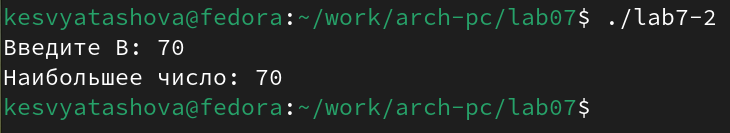 kesvyatashova@fedora:~/work/arch-pc/lab07$ ./lab7-2
Введите B: 70
Наибольшее число: 70
kesvyatashova@fedora:~/work/arch-pc/lab07$